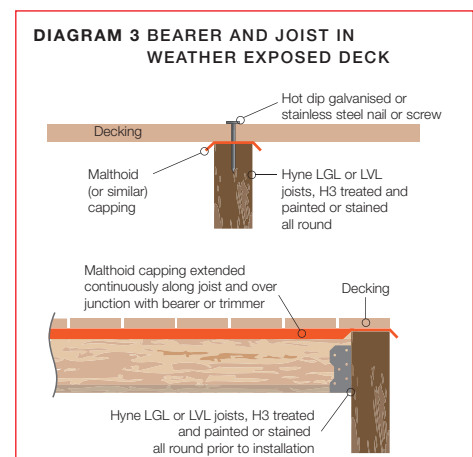 DIAGRAM 3 BEARER AND JOIST IN
WEATHER EXPOSED DECK
Hot dip galvanised or
stainless steel nail or screw
Decking
Malthoid
(or similar)
capping
Hyne LGL or LVL
joists, H3 treated and
painted or stained
all round
Malthoid capping extended
continuously along joist and over
junction with bearer or trimmer
Decking
Hyne LGL or LVL joists, H3 treated
and painted or stained
all round prior to installation